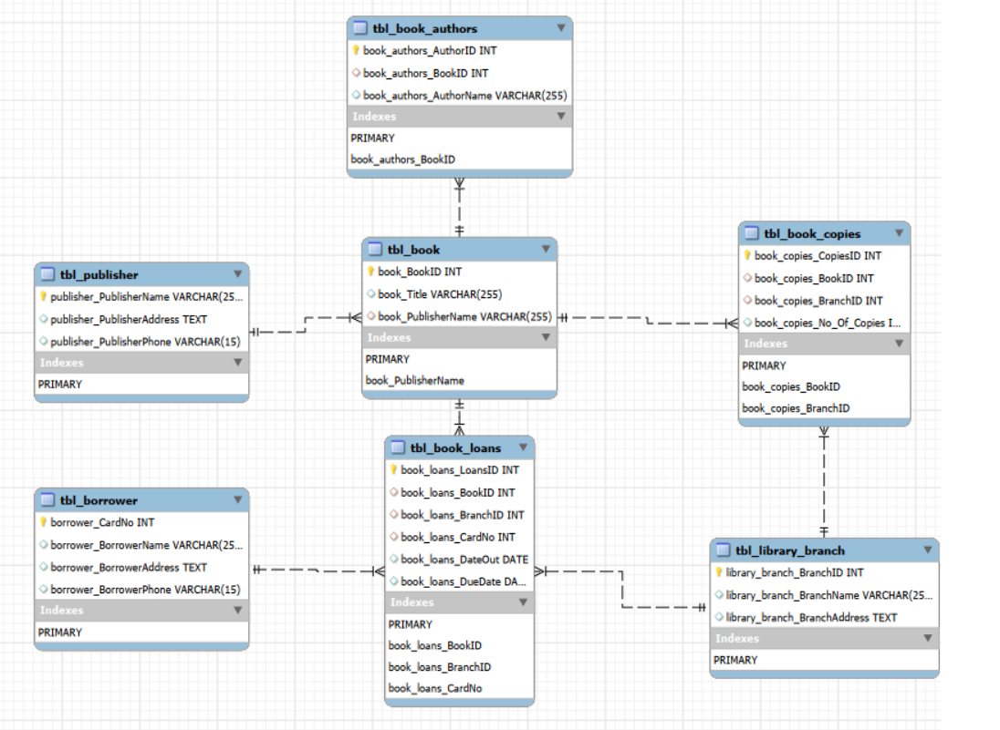 tbl_book_authors
book_authors_AuthorID INT
book_authors_BookID INT
book_authors_AuthorName VARCHAR(255)
Indexes
PRIMARY
book_authors_BookID
tbl_publisher
publisher_PublisherName VARCHAR(25...
publisher_PublisherAddress TEXT
publisher_PublisherPhone VARCHAR(15)
Indexes
PRIMARY
tbl_book
book_BookID INT
book_Title VARCHAR(255)
book_PublisherName VARCHAR(255)
Indexes
PRIMARY
book_PublisherName
tbl_book_copies
book_copies_CopiesID INT
book_copies_BookID INT
book_copies_BranchID INT
book_copies_No_Of_Copies I...
Indexes
PRIMARY
book_copies_BookID
book_copies_BranchID
tbl_borrower
borrower_CardNo INT
borrower_BorrowerName VARCHAR(25...
borrower_BorrowerAddress TEXT
borrower_BorrowerPhone VARCHAR(15)
Indexes
PRIMARY
tbl_book_loans
book_loans_LoansID INT
book_loans_BookID INT
book_loans_BranchID INT
book_loans_CardNo INT
book_loans_DateOut DATE
book_loans_DueDate DA...
Indexes
PRIMARY
book_loans_BookID
book_loans_BranchID
book_loans_CardNo
tbl_library_branch
library_branch_BranchID INT
library_branch_BranchName VARCHAR(25...
library_branch_BranchAddress TEXT
Indexes
PRIMARY